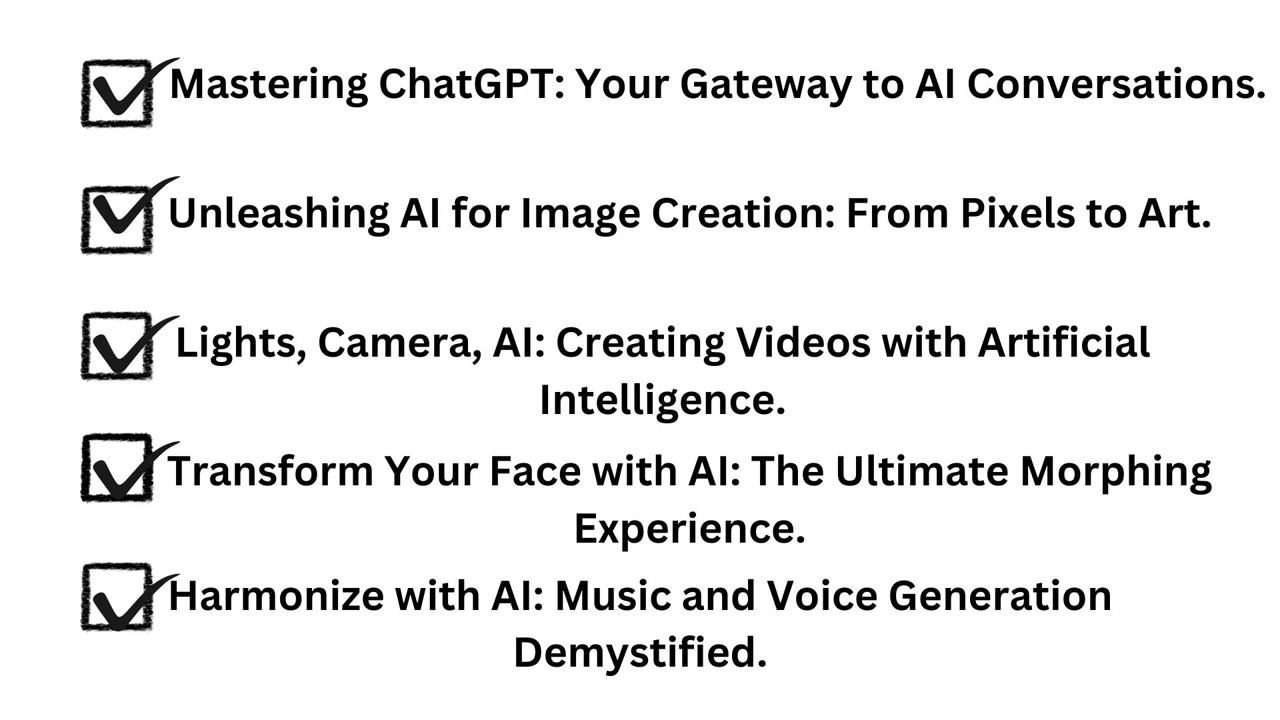 Mastering ChatGPT: Your Gateway to AI Conversations.
Unleashing AI for Image Creation: From Pixels to Art.
Lights, Camera, AI: Creating Videos with Artificial
Intelligence.
Transform Your Face with AI: The Ultimate Morphing
Experience.
Harmonize with AI: Music and Voice Generation
Demystified.